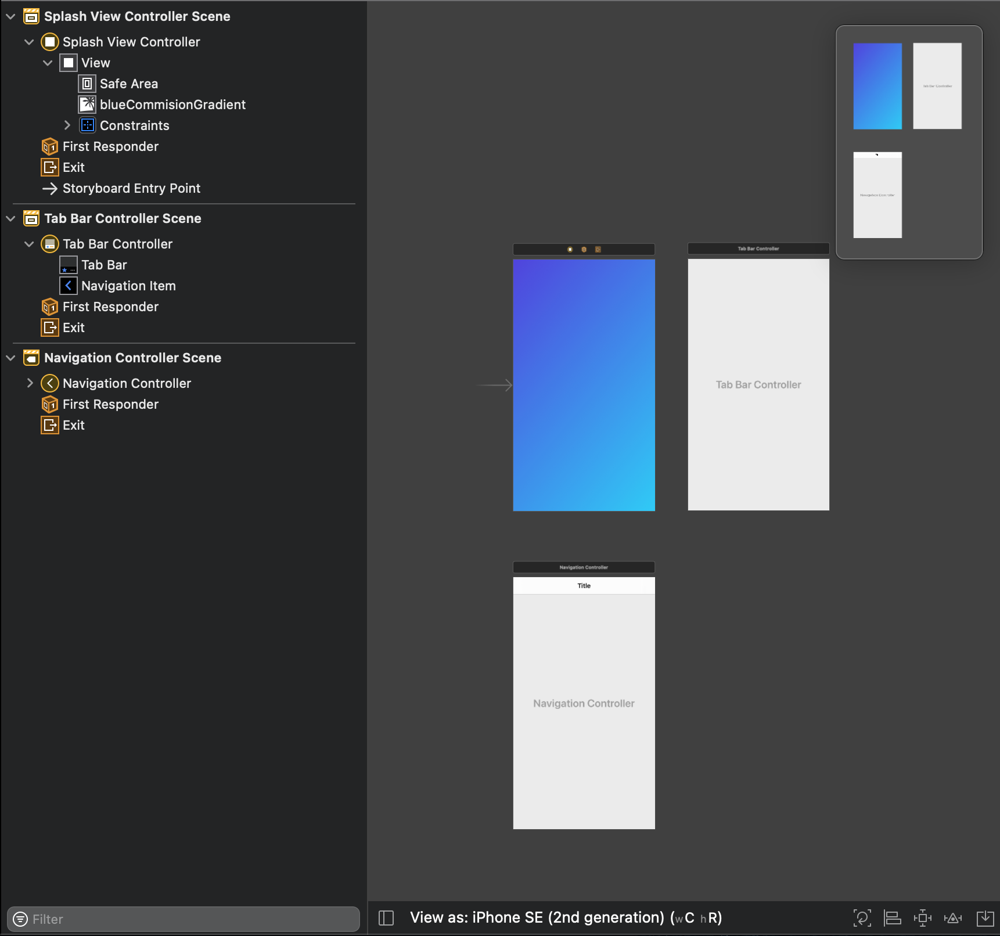 Splash View Controller Scene
Splash View Controller
View
Safe Area
blueCommisionGradient
Constraints
First Responder
Exit
Storyboard Entry Point
Tab Bar Controller Scene
Tab Bar Controller
Tab Bar
Navigation Item
First Responder
Exit
Navigation Controller Scene
Navigation Controller
First Responder
Exit
Filter
Tab Bar Controller
Navigation Controller
Tab Bar Controller
Tab Bar Controller
Navigation Controller
Title
Navigation Controller
View as: iPhone SE (2nd generation) (wC hR)